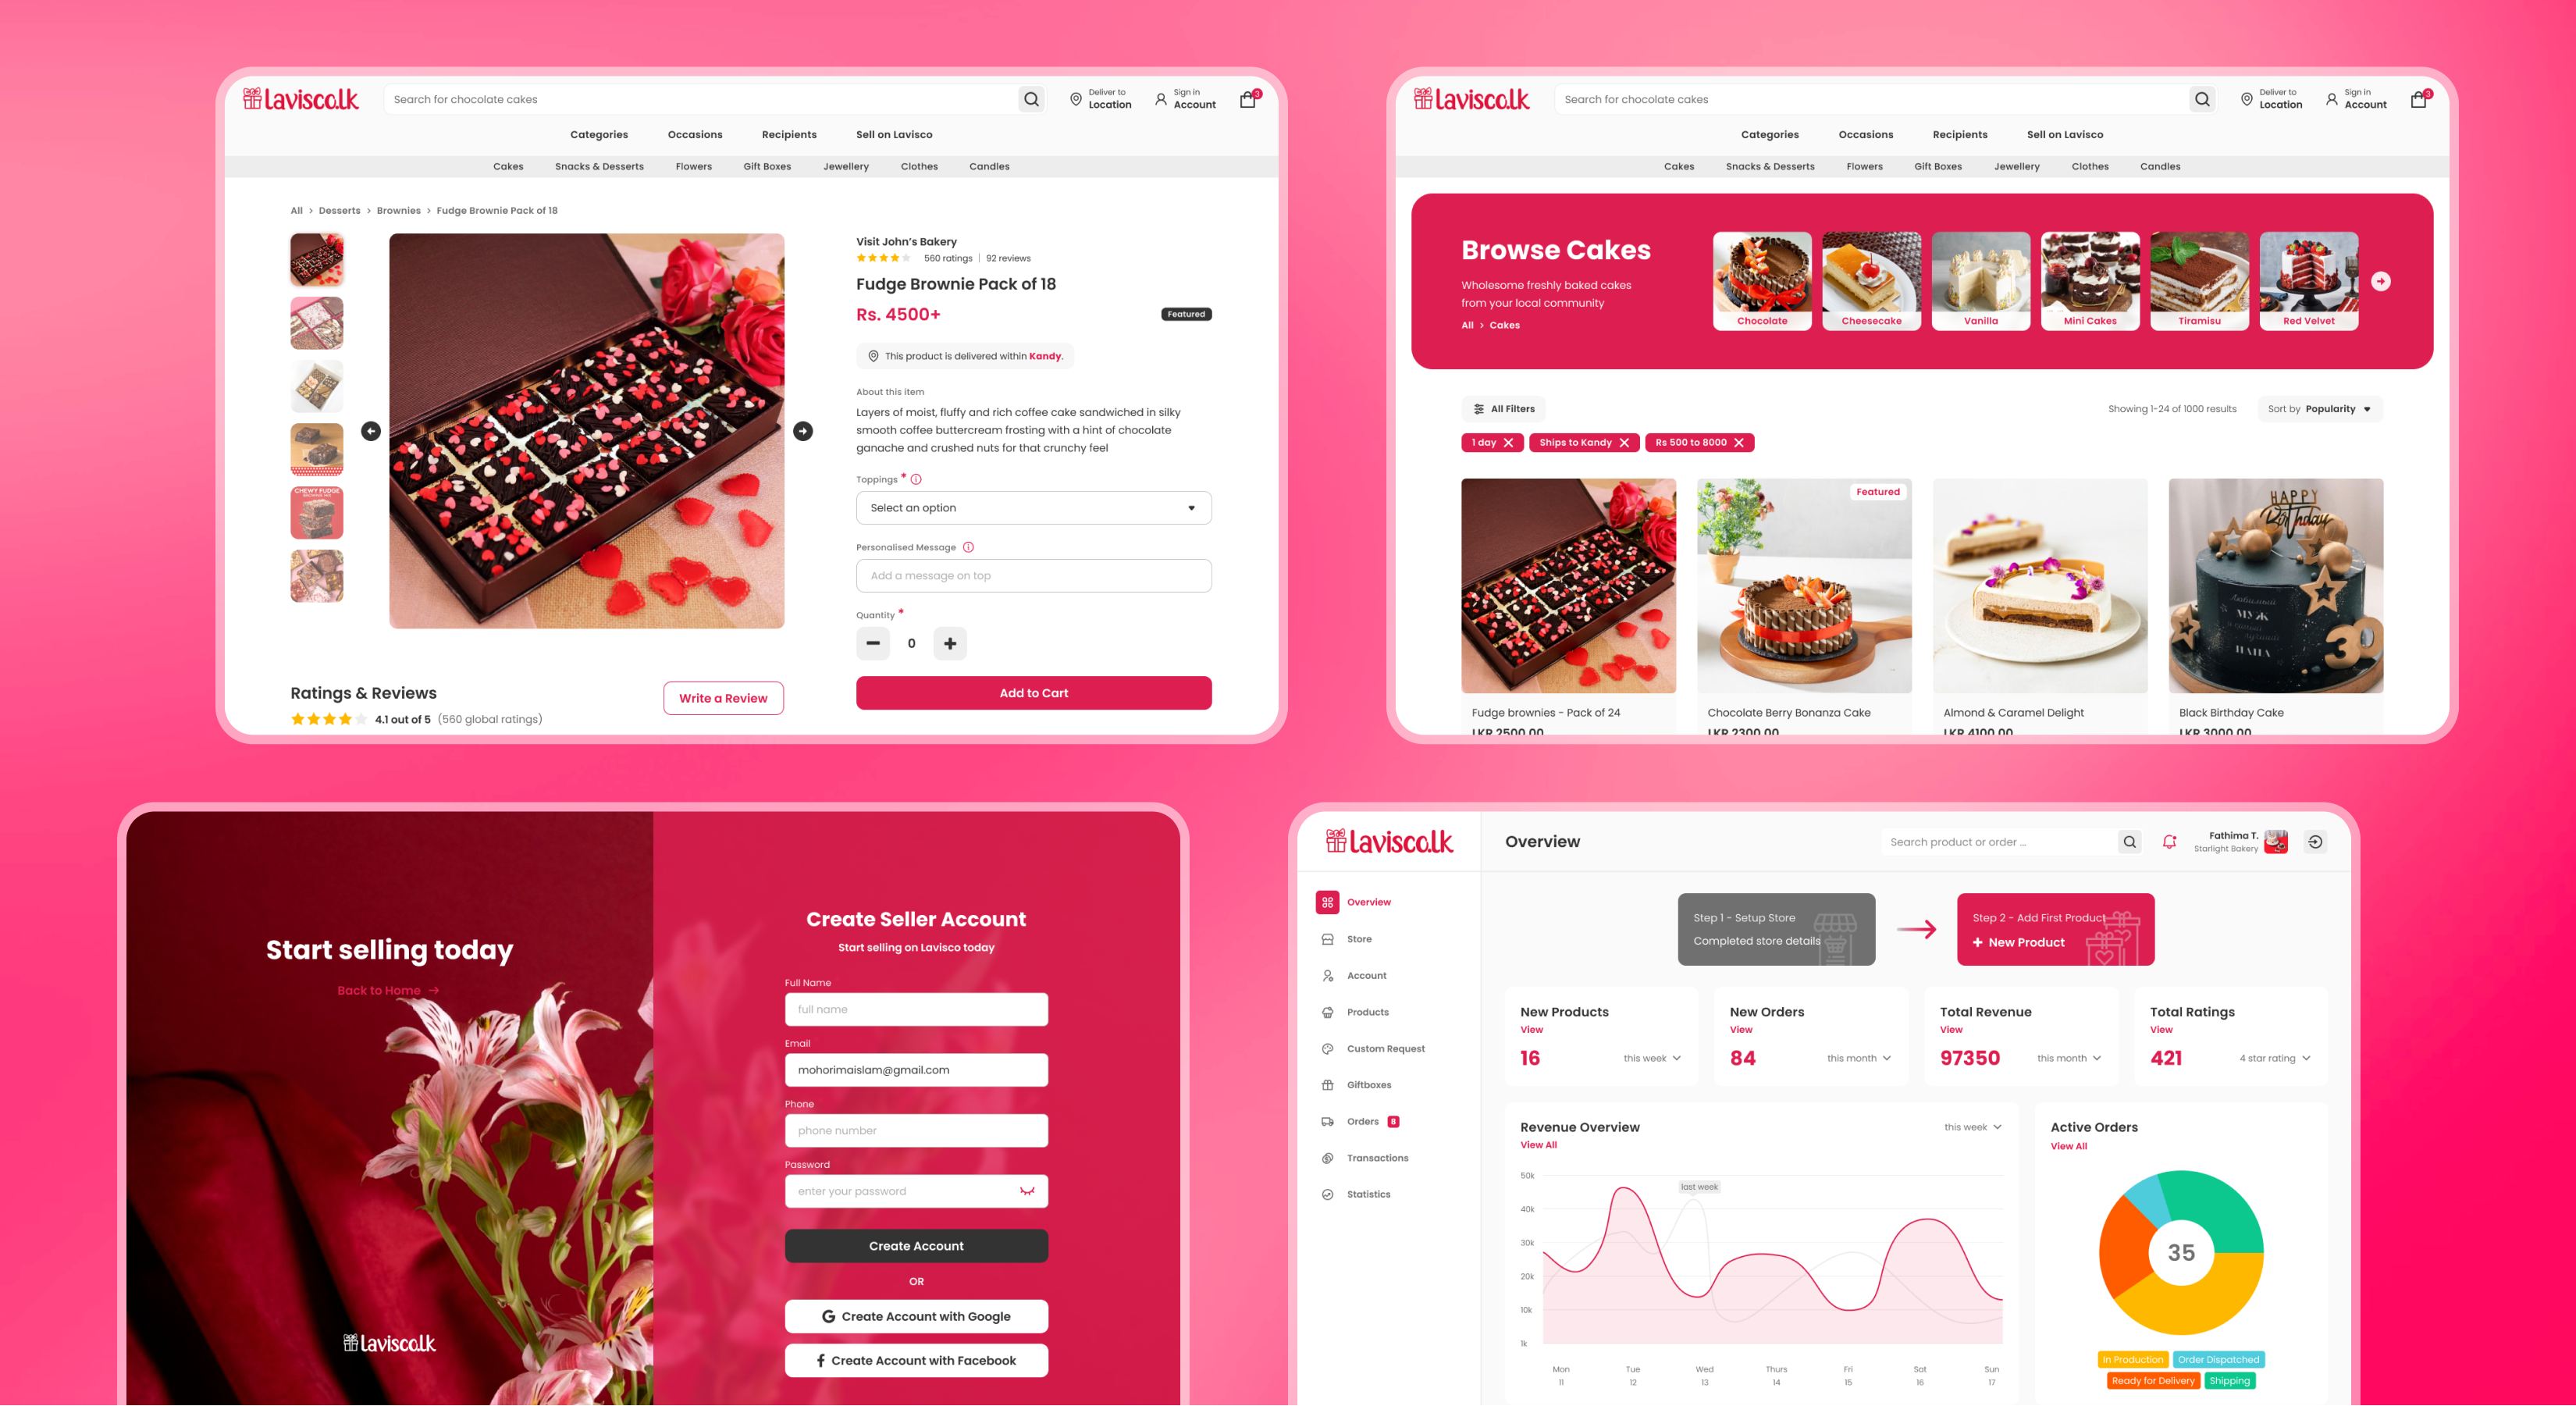 Lavisco.lk
Search for chocolate cakes
Deliver to
Location
Sign in
Account
3
Categories Occasions Recipients Sell on Lavisco
Cakes Snacks & Desserts Flowers Gift Boxes Jewellery Clothes Candles
All > Desserts > Brownies > Fudge Brownie Pack of 18
CHEWY FUDGE
Visit John's Bakery
560 ratings | 92 reviews
Fudge Brownie Pack of 18
Rs. 4500+
Featured
This product is delivered within Kandy.
About this item
Layers of moist, fluffy and rich coffee cake sandwiched in silky
smooth coffee buttercream frosting with a hint of chocolate
ganache and crushed nuts for that crunchy feel
Toppings *
Select an option
Personalised Message
Add a message on top
Quantity *
0
Add to Cart
Ratings & Reviews
Write a Review
4.1 out of 5 (560 global ratings)
Lavisco.lk
Search for chocolate cakes
Deliver to
Location
Sign in
Account
3
Categories Occasions Recipients Sell on Lavisco
Cakes Snacks & Desserts Flowers Gift Boxes Jewellery Clothes Candles
Browse Cakes
Wholesome freshly baked cakes
from your local community
All > Cakes
Chocolate Cheesecake Vanilla Mini Cakes Tiramisu Red Velvet
All Filters
Showing 1-24 of 1000 results
Sort by Popularity
1 day Ships to Kandy Rs 500 to 8000
Featured
HAPPY
Birthday
Любимый
МУЖ
и самый лучший
ПАПА
30
Fudge brownies - Pack of 24
LKR 2500.00
Chocolate Berry Bonanza Cake
LKR 2300.00
Almond & Caramel Delight
LKR 4100.00
Black Birthday Cake
LKR 3000.00
Start selling today
Back to Home →
Lavisco.lk
Create Seller Account
Start selling on Lavisco today
Full Name
full name
Email
mohorimaislam@gmail.com
Phone
phone number
Password
enter your password
Create Account
OR
G Create Account with Google
f Create Account with Facebook
Lavisco.lk
Overview
Search product or order ...
Fathima T.
Starlight Bakery
Overview
Store
Account
Products
Custom Request
Giftboxes
Orders 8
Transactions
Statistics
Step 1 - Setup Store
Completed store details
Step 2 - Add First Product
+ New Product
New Products
View
16 this week
New Orders
View
84 this month
Total Revenue
View
97350 this month
Total Ratings
View
421 4 star rating
Revenue Overview
View All
this week
last week
50k
40k
30k
20k
10k
1k
Mon Tue Wed Thurs Fri Sat Sun
11 12 13 14 15 16 17
Active Orders
View All
35
In Production Order Dispatched
Ready for Delivery Shipping